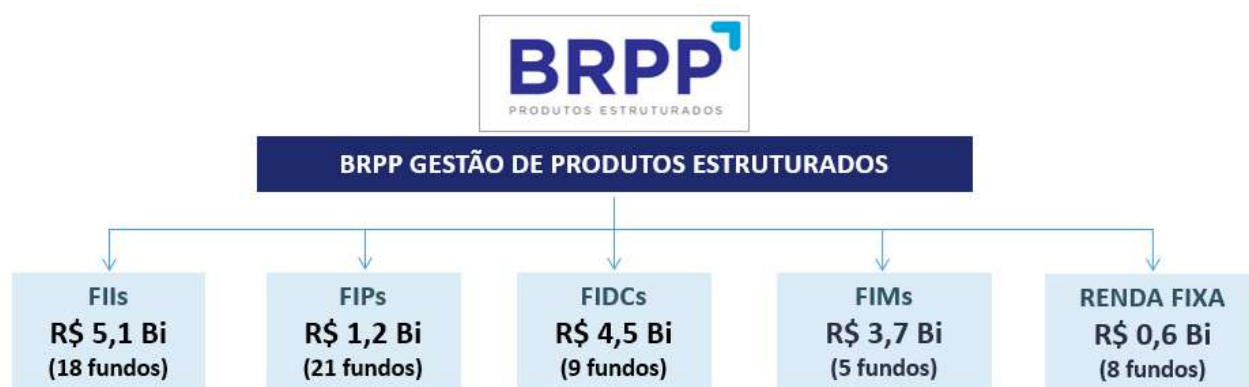 BRPP
PRODUTOS ESTRUTURADOS
BRPP GESTÃO DE PRODUTOS ESTRUTURADOS
FIIs
R$ 5,1 Bi
(18 fundos)
FIPs
R$ 1,2 Bi
(21 fundos)
FIDCs
R$ 4,5 Bi
(9 fundos)
FIMs
R$ 3,7 Bi
(5 fundos)
RENDA FIXA
R$ 0,6 Bi
(8 fundos)